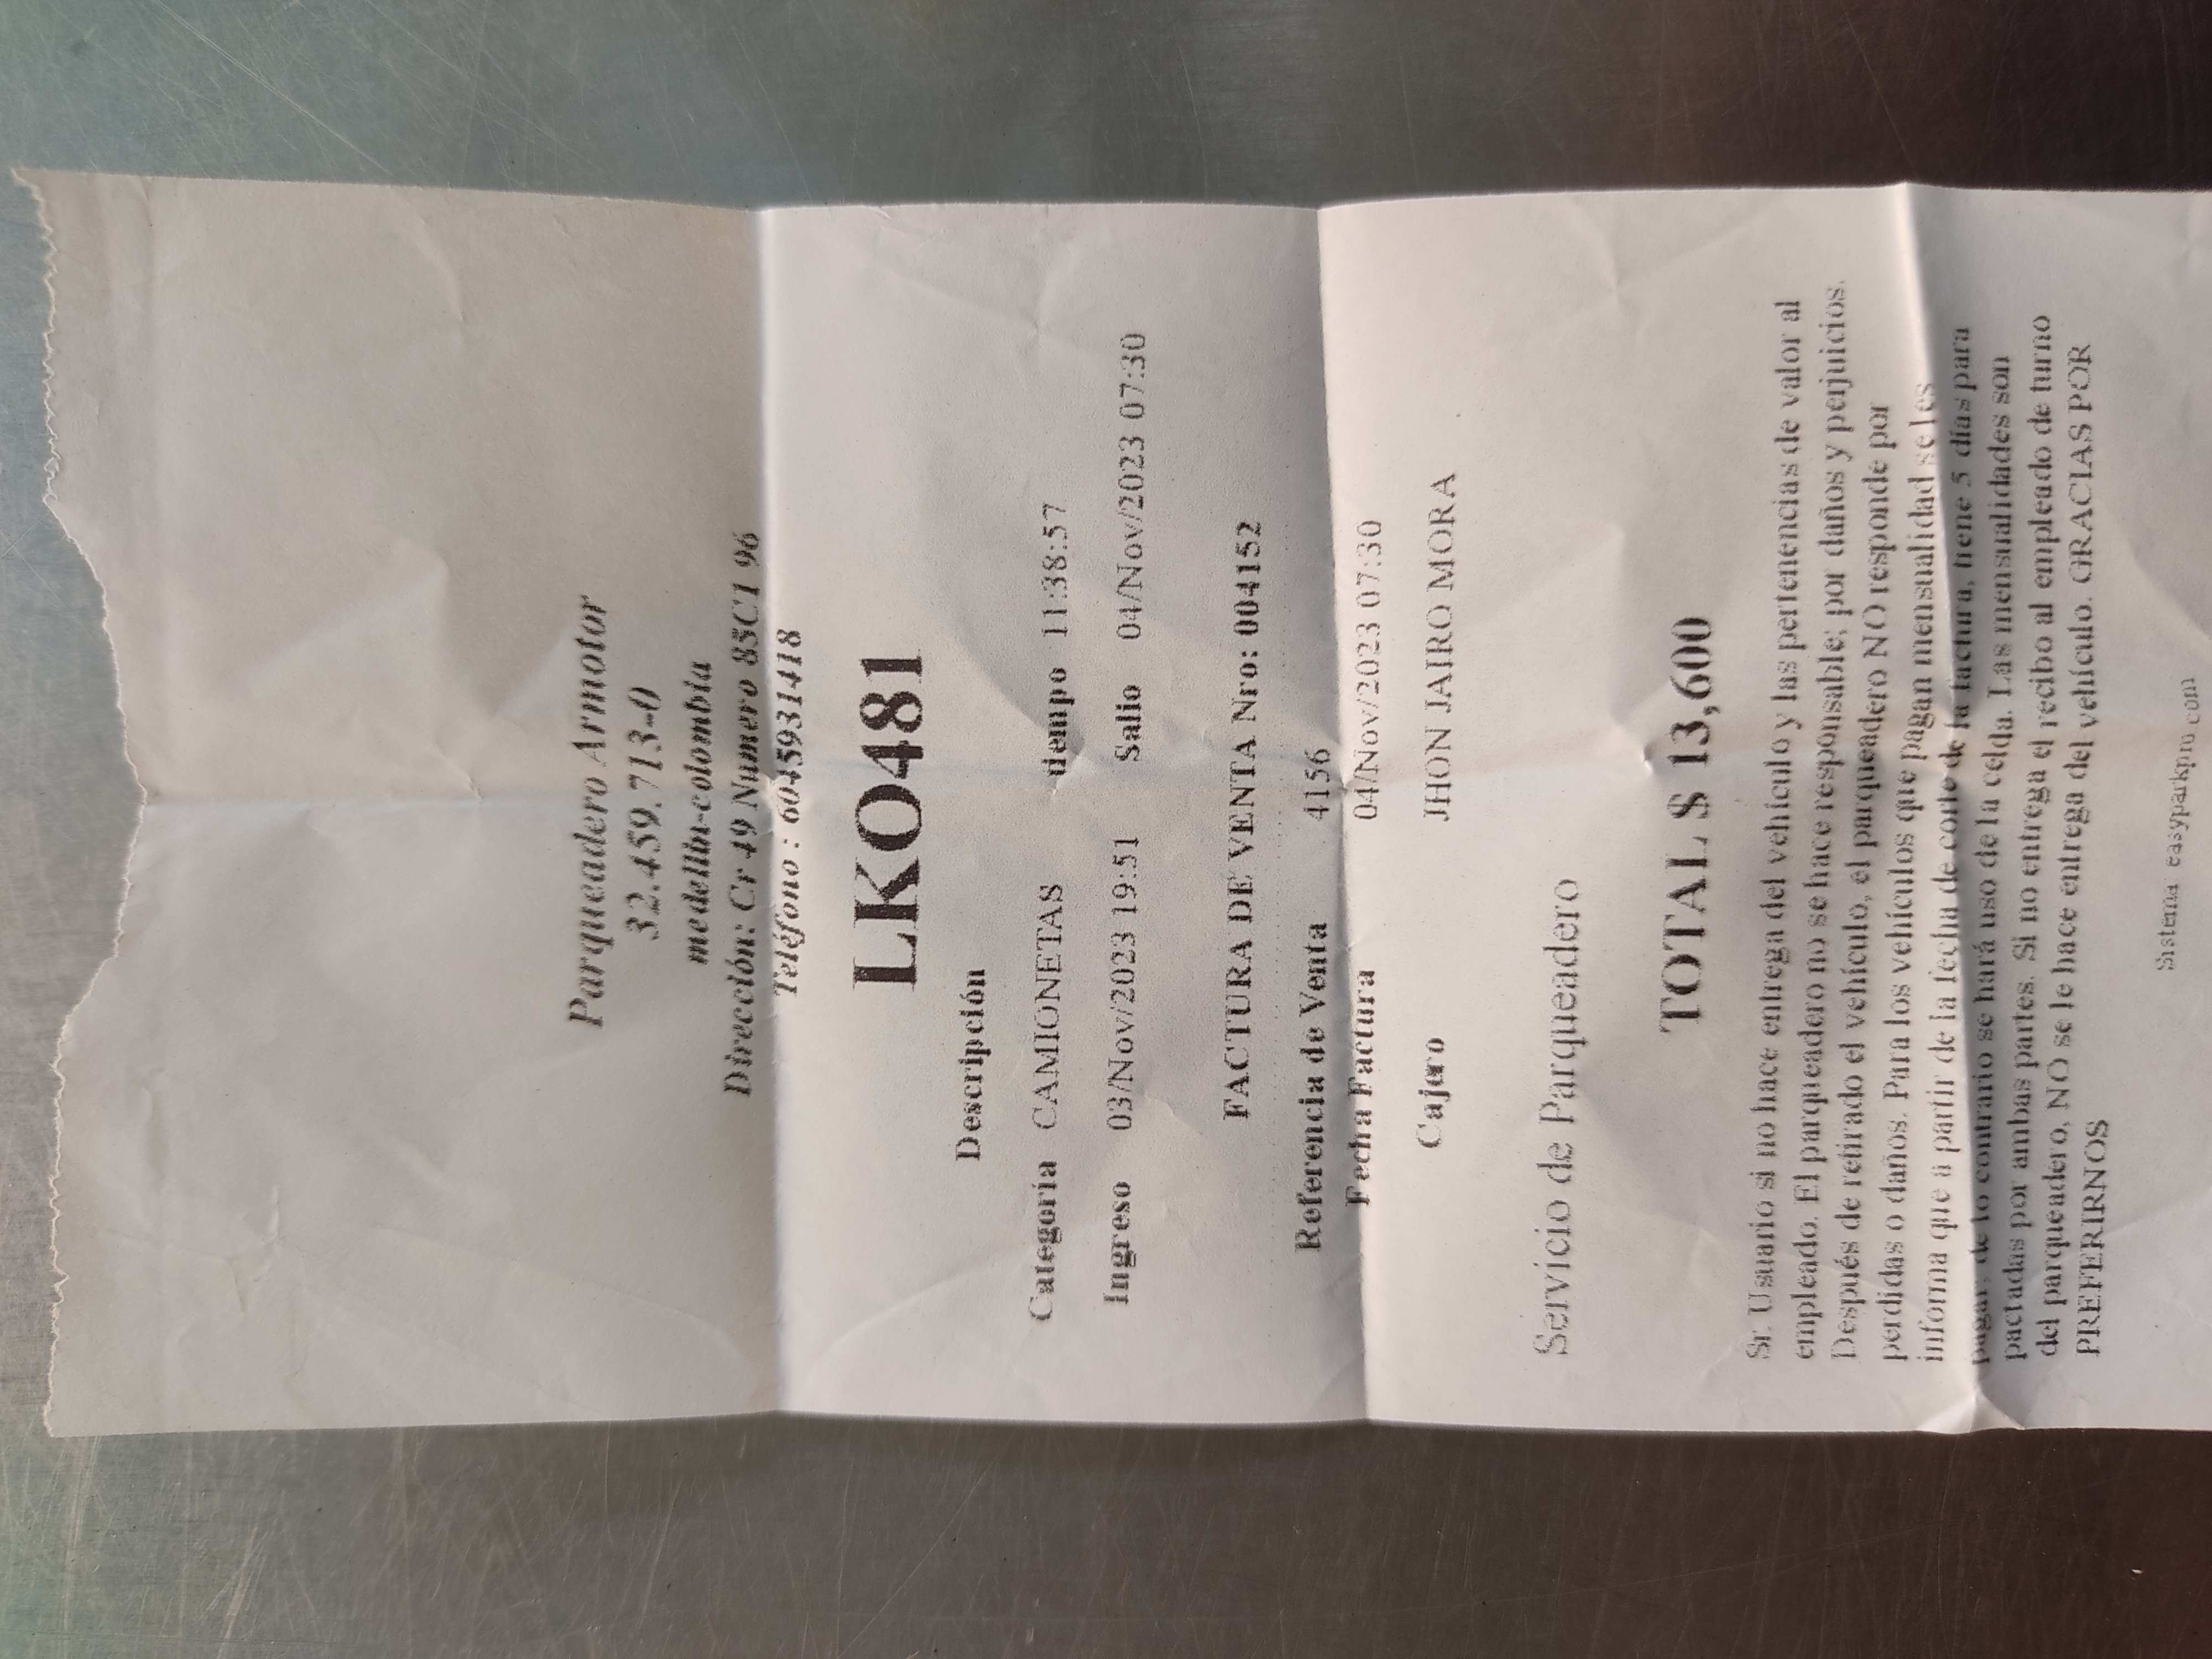 Parqueadero Armotor
32.459.713-0
medellin-colombia
Dirección: Cr 49 Numero 85C1 96
Teléfono : 6045931418
LKO481
Descripción
Categoría CAMIONETAS tiempo 11:38:57
Ingreso 03/Nov/2023 19:51 Salio 04/Nov/2023 07:30
FACTURA DE VENTA Nro: 004152
Referencia de Venta 4156
Fecha Factura 04/Nov/2023 07:30
Cajero JHON JAIRO MORA
Servicio de Parqueadero
TOTAL $ 13,600
Sr. Usuario si no hace entrega del vehículo y las pertenencias de valor al
empleado. El parqueadero no se hace responsable; por daños y perjuicios.
Después de retirado el vehículo, el parqueadero NO responde por
perdidas o daños. Para los vehículos que pagan mensualidad se les
informa que a partir de la fecha de corte de la factura, tiene 5 días para
pagar, de lo contrario se hará uso de la celda. Las mensualidades son
pactadas por ambas partes. Si no entrega el recibo al empleado de turno
del parqueadero, NO se le hace entrega del vehículo. GRACIAS POR
PREFERIRNOS
Sistema easyparkpro.com